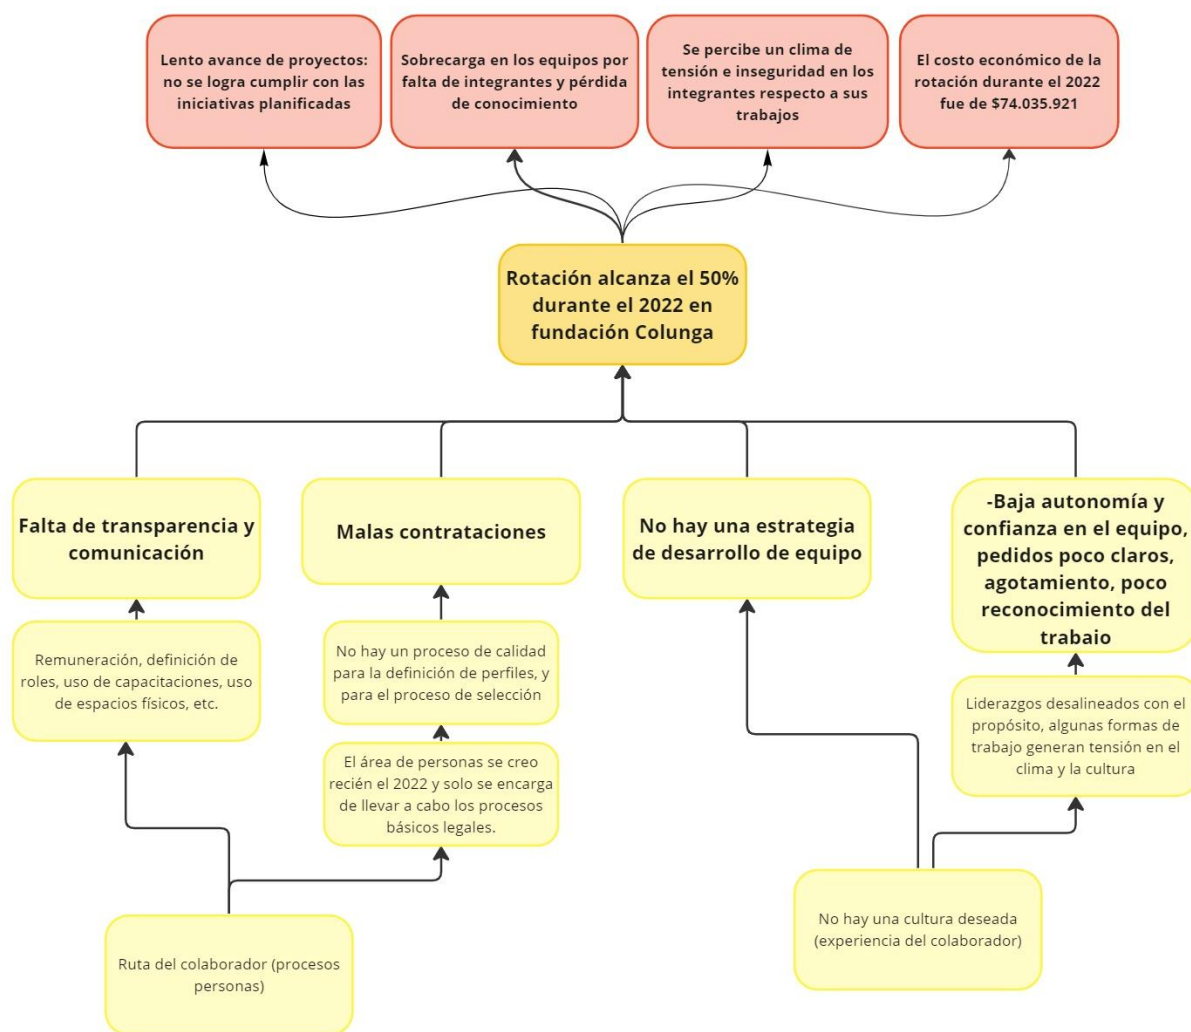 Lento avance de proyectos:
no se logra cumplir con las
iniciativas planificadas
Sobrecarga en los equipos por
falta de integrantes y pérdida
de conocimiento
Se percibe un clima de
tensión e inseguridad en los
integrantes respecto a sus
trabajos
El costo económico de la
rotación durante el 2022
fue de $74.035.921
Rotación alcanza el 50%
durante el 2022 en
fundación Colunga
Falta de transparencia y
comunicación
Malas contrataciones
No hay una estrategia
de desarrollo de equipo
-Baja autonomía y
confianza en el equipo,
pedidos poco claros,
agotamiento, poco
reconocimiento del
trabajo
Remuneración, definición de
roles, uso de capacitaciones, uso
de espacios físicos, etc.
No hay un proceso de calidad
para la definición de perfiles, y
para el proceso de selección
El área de personas se creo
recién el 2022 y solo se encarga
de llevar a cabo los procesos
básicos legales.
Liderazgos desalineados con el
propósito, algunas formas de
trabajo generan tensión en el
clima y la cultura
Ruta del colaborador (procesos
personas)
No hay una cultura deseada
(experiencia del colaborador)